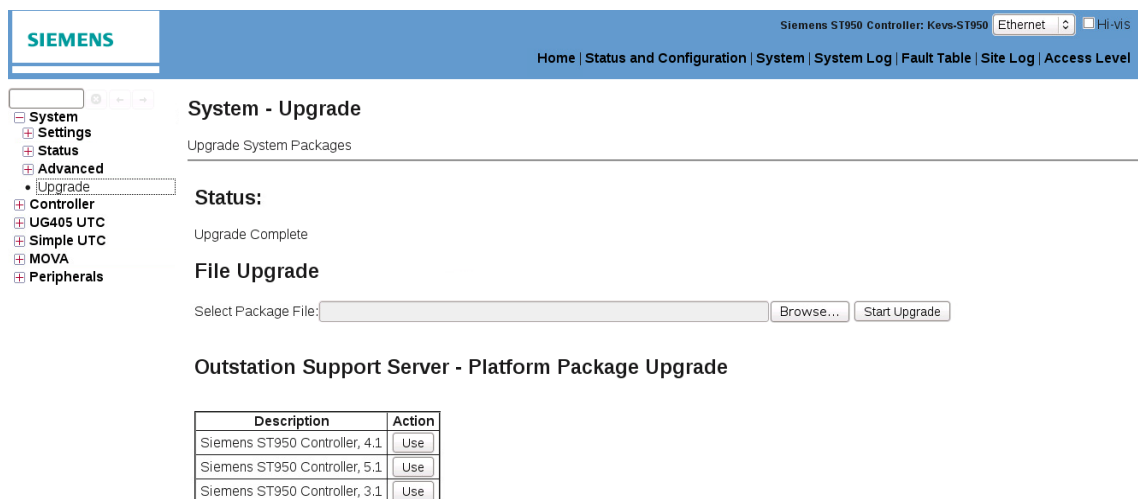 SIEMENS
Siemens ST950 Controller: Kevs-ST950 Ethernet Hi-vis
Home | Status and Configuration | System | System Log | Fault Table | Site Log | Access Level
System
Settings
Status
Advanced
Upgrade
Controller
UG405 UTC
Simple UTC
MOVA
Peripherals
System - Upgrade
Upgrade System Packages
Status:
Upgrade Complete
File Upgrade
Select Package File: Browse... Start Upgrade
Outstation Support Server - Platform Package Upgrade
Description Action
Siemens ST950 Controller, 4.1 Use
Siemens ST950 Controller, 5.1 Use
Siemens ST950 Controller, 3.1 Use